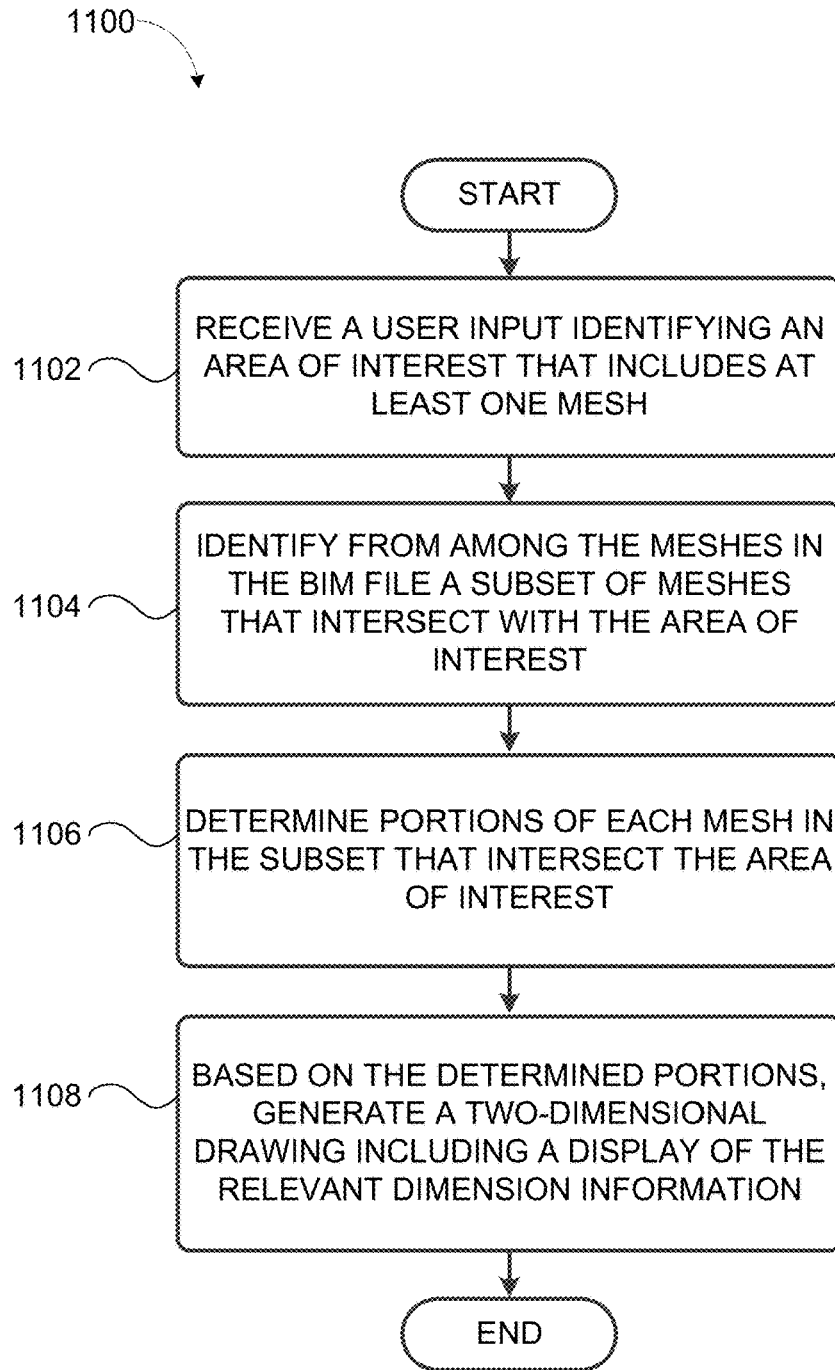 1100
START
1102
RECEIVE A USER INPUT IDENTIFYING AN
AREA OF INTEREST THAT INCLUDES AT
LEAST ONE MESH
1104
IDENTIFY FROM AMONG THE MESHES IN
THE BIM FILE A SUBSET OF MESHES
THAT INTERSECT WITH THE AREA OF
INTEREST
1106
DETERMINE PORTIONS OF EACH MESH IN
THE SUBSET THAT INTERSECT THE AREA
OF INTEREST
1108
BASED ON THE DETERMINED PORTIONS,
GENERATE A TWO-DIMENSIONAL
DRAWING INCLUDING A DISPLAY OF THE
RELEVANT DIMENSION INFORMATION
END